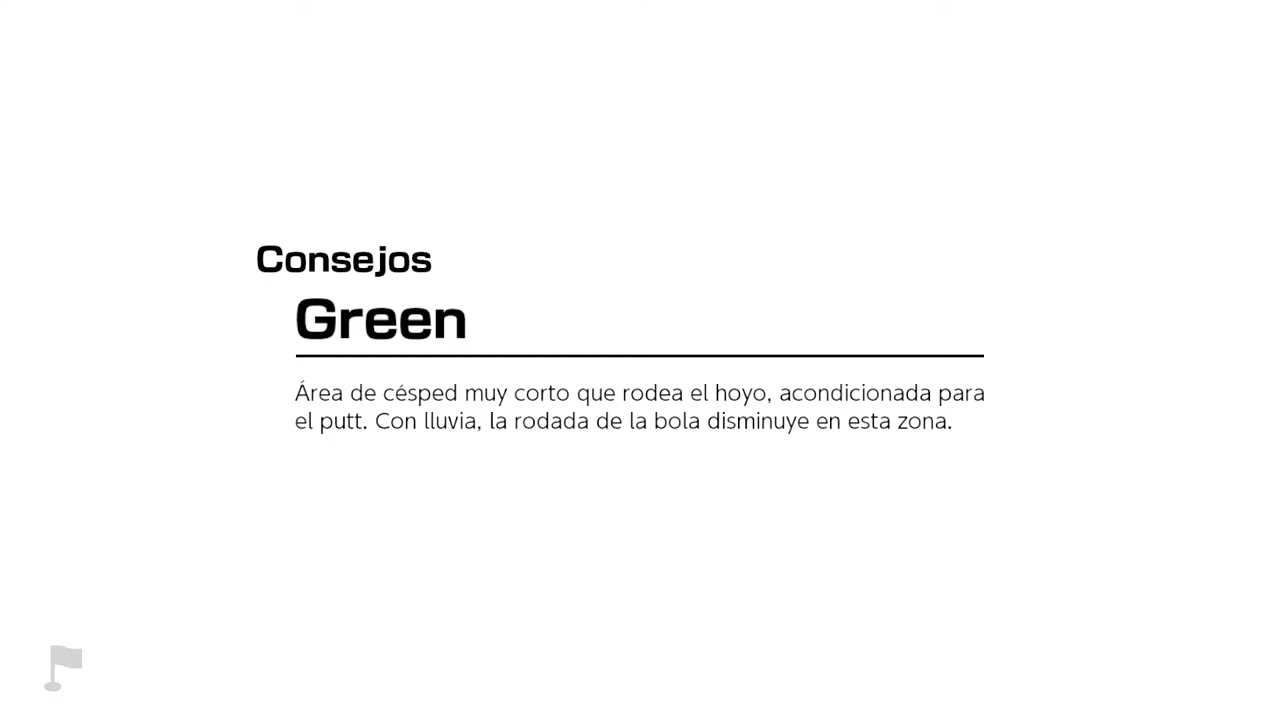 Consejos
Green
Área de césped muy corto que rodea el hoyo, acondicionada para
el putt. Con lluvia, la rodada de la bola disminuye en esta zona.